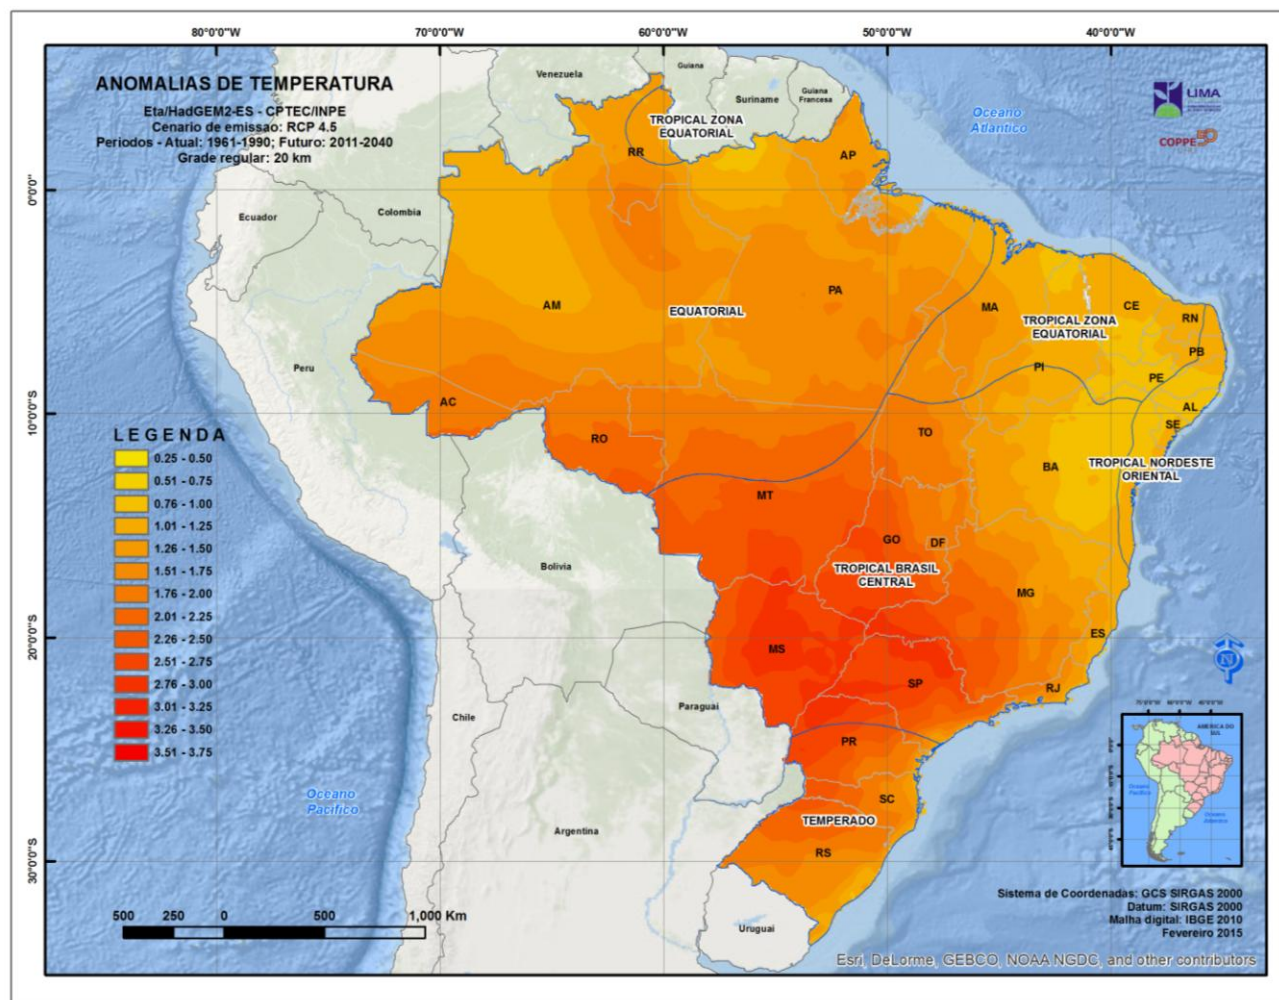 80°0'0"W
70°0'0"W
60°0'0"W
50°0'0"W
40°0'0"W
ANOMALIAS DE TEMPERATURA
Eta/HadGEM2-ES - CPTEC/INPE
Cenario de emissao: RCP 4.5
Periodos - Atual: 1961-1990; Futuro: 2011-2040
Grade regular: 20 km
Venezuela
Guiana
Suriname
Guiana
Francesa
Oceano
Atlantico
LIMA
COPPE
TROPICAL ZONA
EQUATORIAL
RR
AP
0°0'0"
Ecuador
Colombia
AM
EQUATORIAL
PA
MA
CE
RN
TROPICAL ZONA
EQUATORIAL
PB
Peru
PI
PE
AC
AL
10°0'0"S
SE
RO
TO
BA
TROPICAL NORDESTE
ORIENTAL
MT
LEGENDA
0.25 - 0.50
0.51 - 0.75
0.76 - 1.00
1.01 - 1.25
1.26 - 1.50
1.51 - 1.75
1.76 - 2.00
2.01 - 2.25
2.26 - 2.50
2.51 - 2.75
2.76 - 3.00
3.01 - 3.25
3.26 - 3.50
3.51 - 3.75
GO
DF
Bolivia
TROPICAL BRASIL
CENTRAL
MG
20°0'0"S
ES
MS
SP
RJ
Paraguai
Chile
PR
AMERICA DO
SUL
Oceano
Pacifico
Oceano
Atlantico
Oceano
Pacifico
SC
Argentina
TEMPERADO
RS
30°0'0"S
Uruguai
500 250 0 500 1,000 Km
Sistema de Coordenadas: GCS SIRGAS 2000
Datum: SIRGAS 2000
Malha digital: IBGE 2010
Fevereiro 2015
Esri, DeLorme, GEBCO, NOAA NGDC, and other contributors